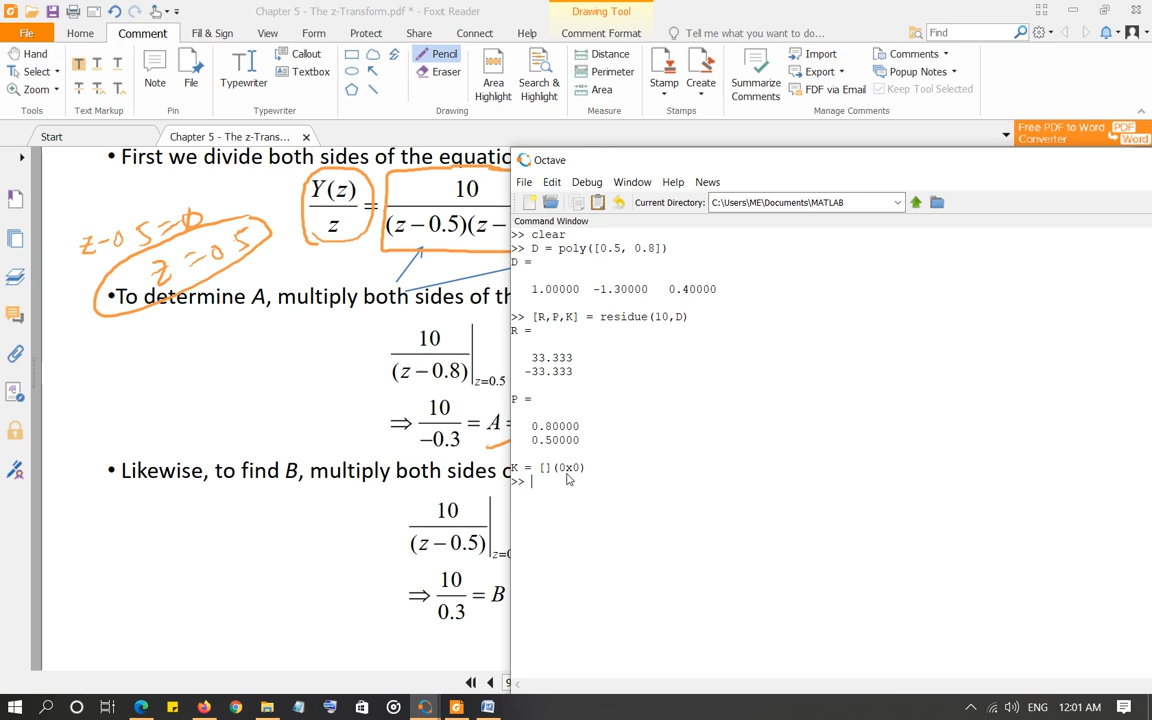 Chapter 5 - The z-Transform.pdf * - Foxit Reader
Drawing Tool
File
Home
Comment
Fill & Sign
View
Form
Protect
Share
Connect
Help
Comment Format
Tell me what you want to do...
Find
Hand
Select
Zoom
Tools
Text Markup
Note
File
Pin
Typewriter
Callout
Textbox
Typewriter
Pencil
Eraser
Drawing
Area
Highlight
Search &
Highlight
Distance
Perimeter
Area
Measure
Stamp
Create
Stamps
Summarize
Comments
Import
Export
FDF via Email
Comments
Popup Notes
Keep Tool Selected
Manage Comments
Start
Chapter 5 - The z-Trans...
Free PDF to Word
Converter
PDF
Word
• First we divide both sides of the equatio
Y(z)
z
=
10
(z − 0.5)(z −
z-0 5=0
z =0 5
•To determine A, multiply both sides of th
10
(z − 0.8)
z=0.5
⇒ 10
−0.3
= A =
• Likewise, to find B, multiply both sides o
10
(z − 0.5)
z=0
⇒ 10
0.3
= B
Octave
File Edit Debug Window Help News
Current Directory: C:\Users\ME\Documents\MATLAB
Command Window
>> clear
>> D = poly([0.5, 0.8])
D =
1.00000 -1.30000 0.40000
>> [R,P,K] = residue(10,D)
R =
33.333
-33.333
P =
0.80000
0.50000
K = [](0x0)
>>
9
ENG
12:01 AM